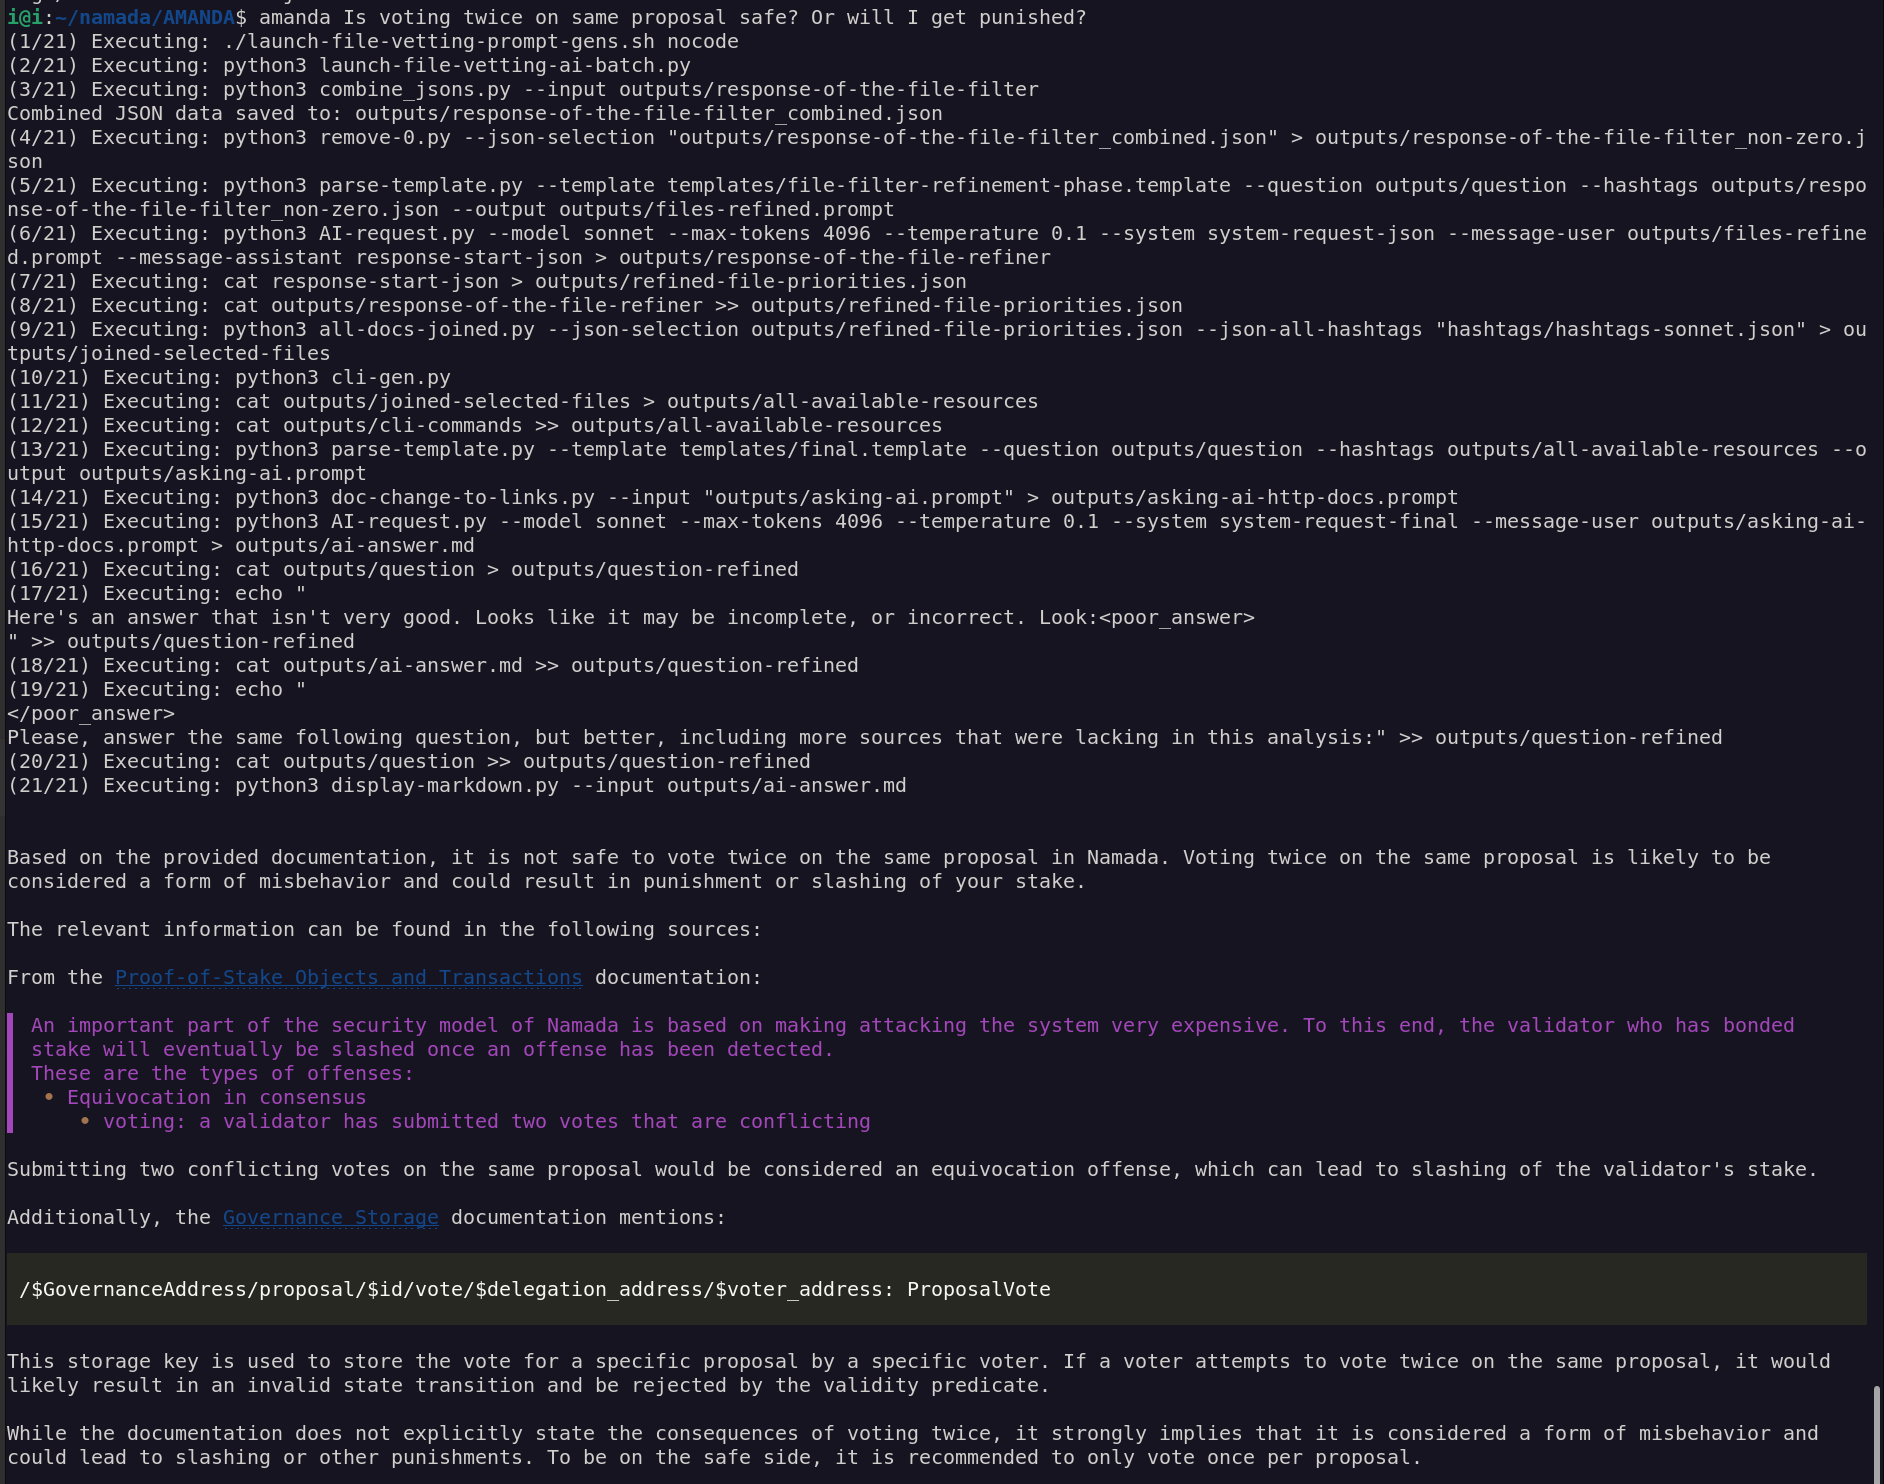 i@i:~/namada/AMANDA$ amanda Is voting twice on same proposal safe? Or will I get punished?
(1/21) Executing: ./launch-file-vetting-prompt-gens.sh nocode
(2/21) Executing: python3 launch-file-vetting-ai-batch.py
(3/21) Executing: python3 combine_jsons.py --input outputs/response-of-the-file-filter
Combined JSON data saved to: outputs/response-of-the-file-filter_combined.json
(4/21) Executing: python3 remove-0.py --json-selection "outputs/response-of-the-file-filter_combined.json" > outputs/response-of-the-file-filter_non-zero.j
son
(5/21) Executing: python3 parse-template.py --template templates/file-filter-refinement-phase.template --question outputs/question --hashtags outputs/respo
nse-of-the-file-filter_non-zero.json --output outputs/files-refined.prompt
(6/21) Executing: python3 AI-request.py --model sonnet --max-tokens 4096 --temperature 0.1 --system system-request-json --message-user outputs/files-refine
d.prompt --message-assistant response-start-json > outputs/response-of-the-file-refiner
(7/21) Executing: cat response-start-json > outputs/refined-file-priorities.json
(8/21) Executing: cat outputs/response-of-the-file-refiner >> outputs/refined-file-priorities.json
(9/21) Executing: python3 all-docs-joined.py --json-selection outputs/refined-file-priorities.json --json-all-hashtags "hashtags/hashtags-sonnet.json" > ou
tputs/joined-selected-files
(10/21) Executing: python3 cli-gen.py
(11/21) Executing: cat outputs/joined-selected-files > outputs/all-available-resources
(12/21) Executing: cat outputs/cli-commands >> outputs/all-available-resources
(13/21) Executing: python3 parse-template.py --template templates/final.template --question outputs/question --hashtags outputs/all-available-resources --o
utput outputs/asking-ai.prompt
(14/21) Executing: python3 doc-change-to-links.py --input "outputs/asking-ai.prompt" > outputs/asking-ai-http-docs.prompt
(15/21) Executing: python3 AI-request.py --model sonnet --max-tokens 4096 --temperature 0.1 --system system-request-final --message-user outputs/asking-ai-
http-docs.prompt > outputs/ai-answer.md
(16/21) Executing: cat outputs/question > outputs/question-refined
(17/21) Executing: echo "
Here's an answer that isn't very good. Looks like it may be incomplete, or incorrect. Look:<poor_answer>
" >> outputs/question-refined
(18/21) Executing: cat outputs/ai-answer.md >> outputs/question-refined
(19/21) Executing: echo "
</poor_answer>
Please, answer the same following question, but better, including more sources that were lacking in this analysis:" >> outputs/question-refined
(20/21) Executing: cat outputs/question >> outputs/question-refined
(21/21) Executing: python3 display-markdown.py --input outputs/ai-answer.md
Based on the provided documentation, it is not safe to vote twice on the same proposal in Namada. Voting twice on the same proposal is likely to be
considered a form of misbehavior and could result in punishment or slashing of your stake.
The relevant information can be found in the following sources:
From the Proof-of-Stake Objects and Transactions documentation:
An important part of the security model of Namada is based on making attacking the system very expensive. To this end, the validator who has bonded
stake will eventually be slashed once an offense has been detected.
These are the types of offenses:
• Equivocation in consensus
• voting: a validator has submitted two votes that are conflicting
Submitting two conflicting votes on the same proposal would be considered an equivocation offense, which can lead to slashing of the validator's stake.
Additionally, the Governance Storage documentation mentions:
/$GovernanceAddress/proposal/$id/vote/$delegation_address/$voter_address: ProposalVote
This storage key is used to store the vote for a specific proposal by a specific voter. If a voter attempts to vote twice on the same proposal, it would
likely result in an invalid state transition and be rejected by the validity predicate.
While the documentation does not explicitly state the consequences of voting twice, it strongly implies that it is considered a form of misbehavior and
could lead to slashing or other punishments. To be on the safe side, it is recommended to only vote once per proposal.